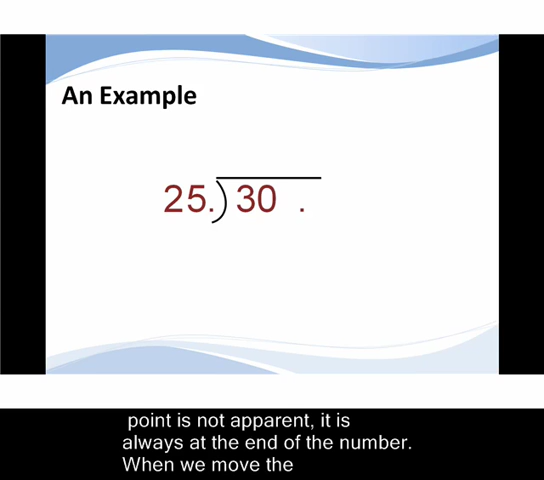 An Example
25.)30 .
point is not apparent, it is
always at the end of the number.
When we move the